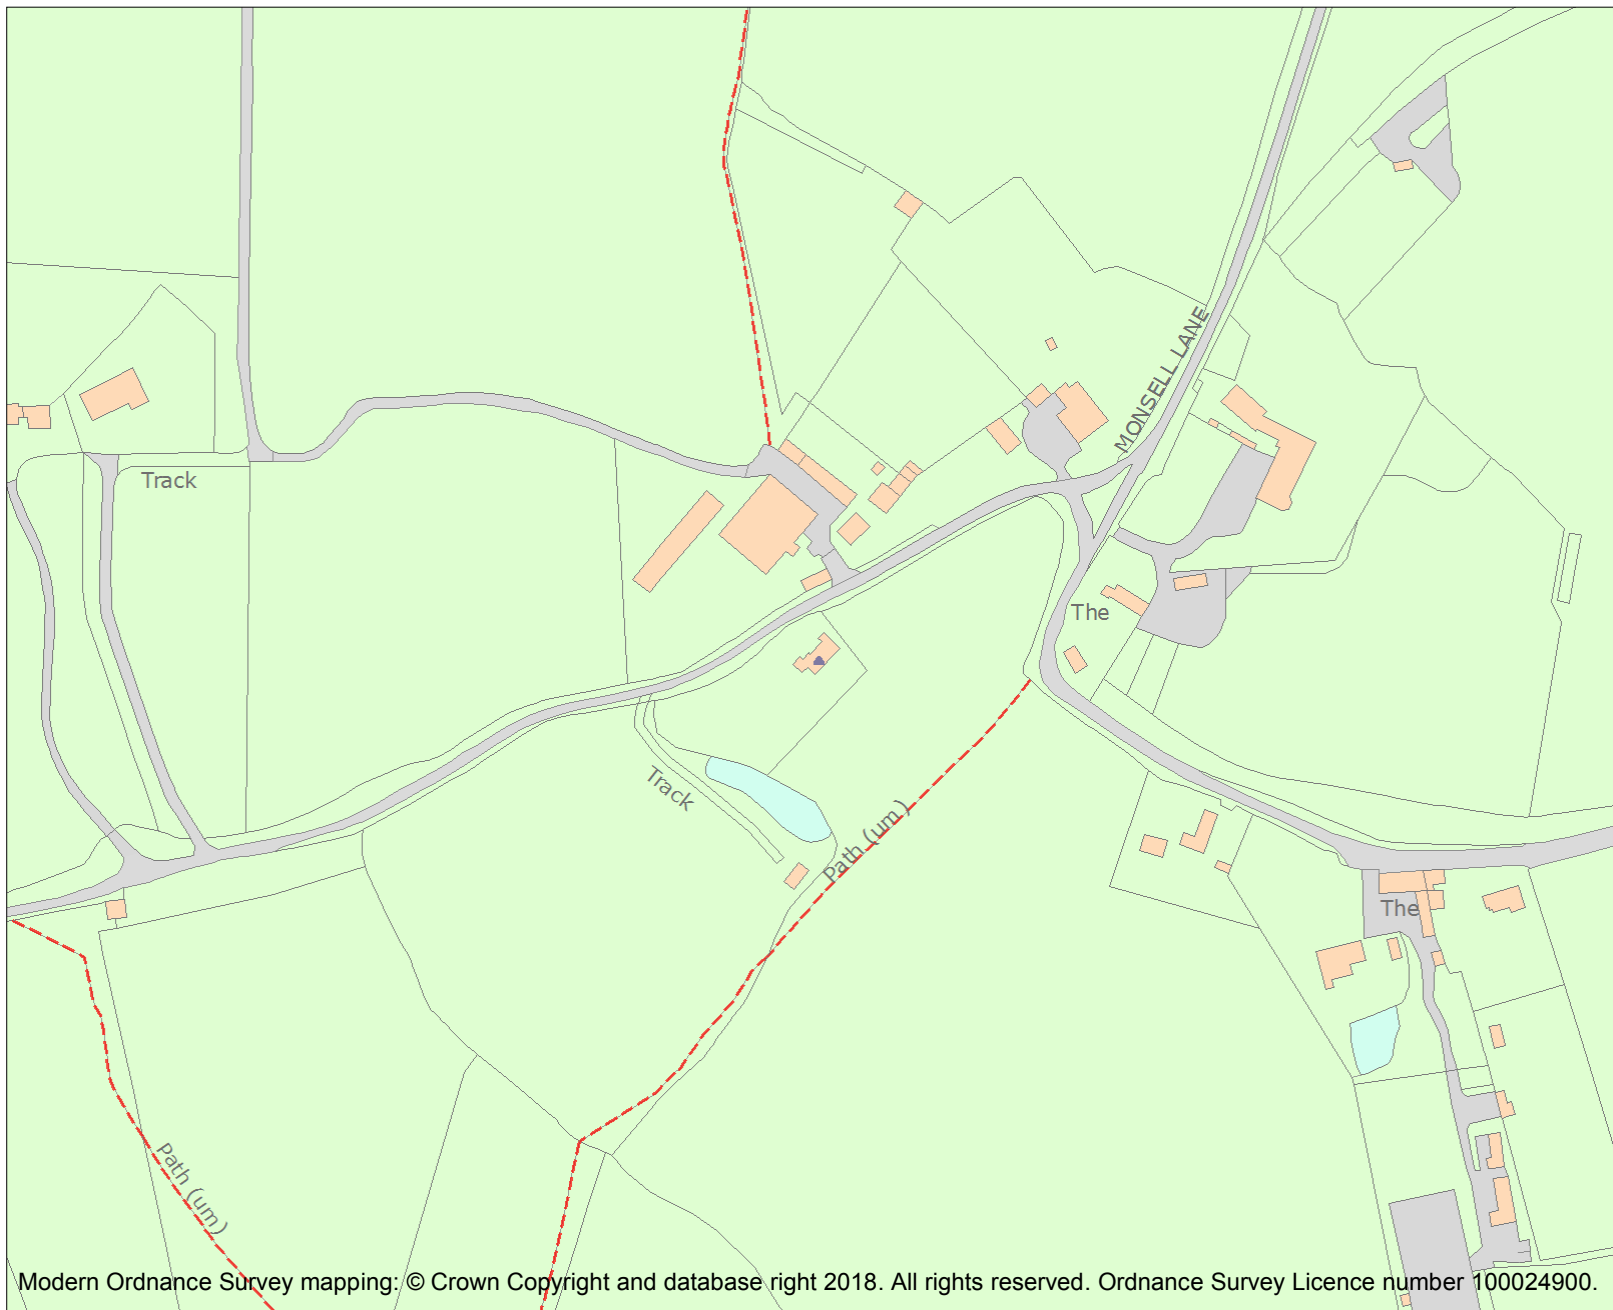 MONSELL LANE
Track
The
Track
Path (um)
The
Path (um)
Modern Ordnance Survey mapping: © Crown Copyright and database right 2018. All rights reserved. Ordnance Survey Licence number 100024900.